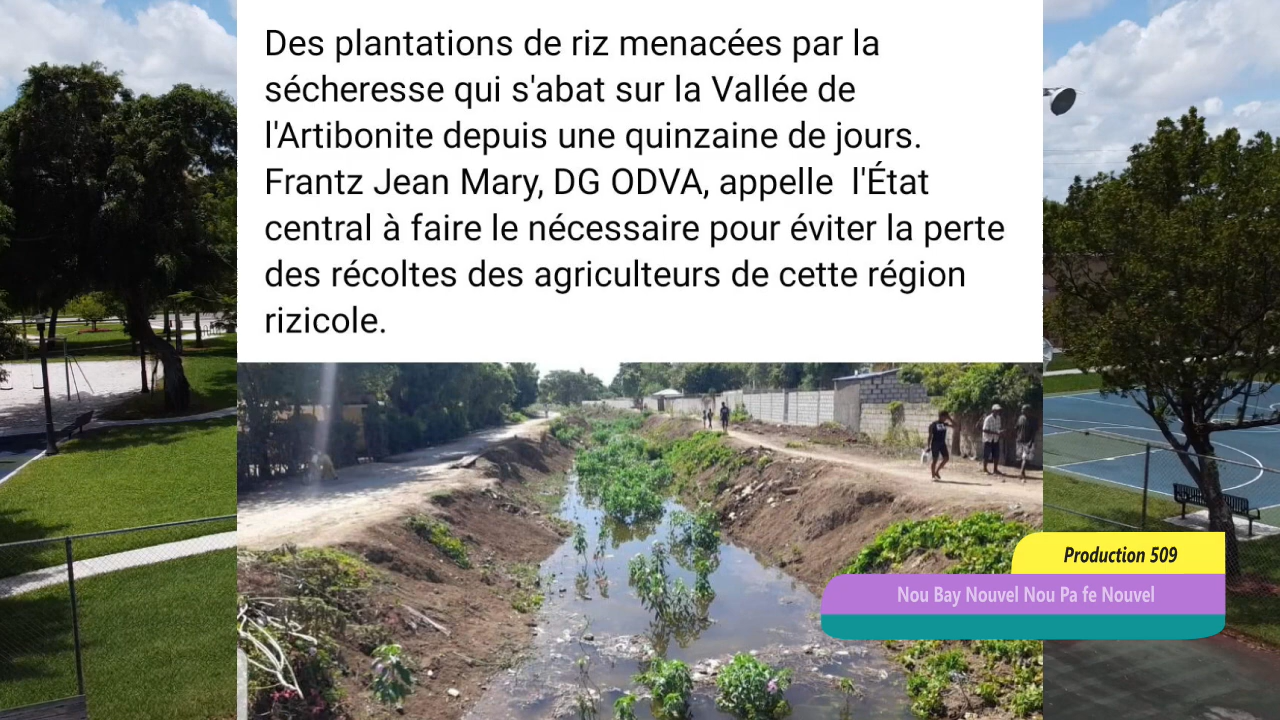 Des plantations de riz menacées par la
sécheresse qui s'abat sur la Vallée de
l'Artibonite depuis une quinzaine de jours.
Frantz Jean Mary, DG ODVA, appelle  l'État
central à faire le nécessaire pour éviter la perte
des récoltes des agriculteurs de cette région
rizicole.
Production 509
Nou Bay Nouvel Nou Pa fe Nouvel